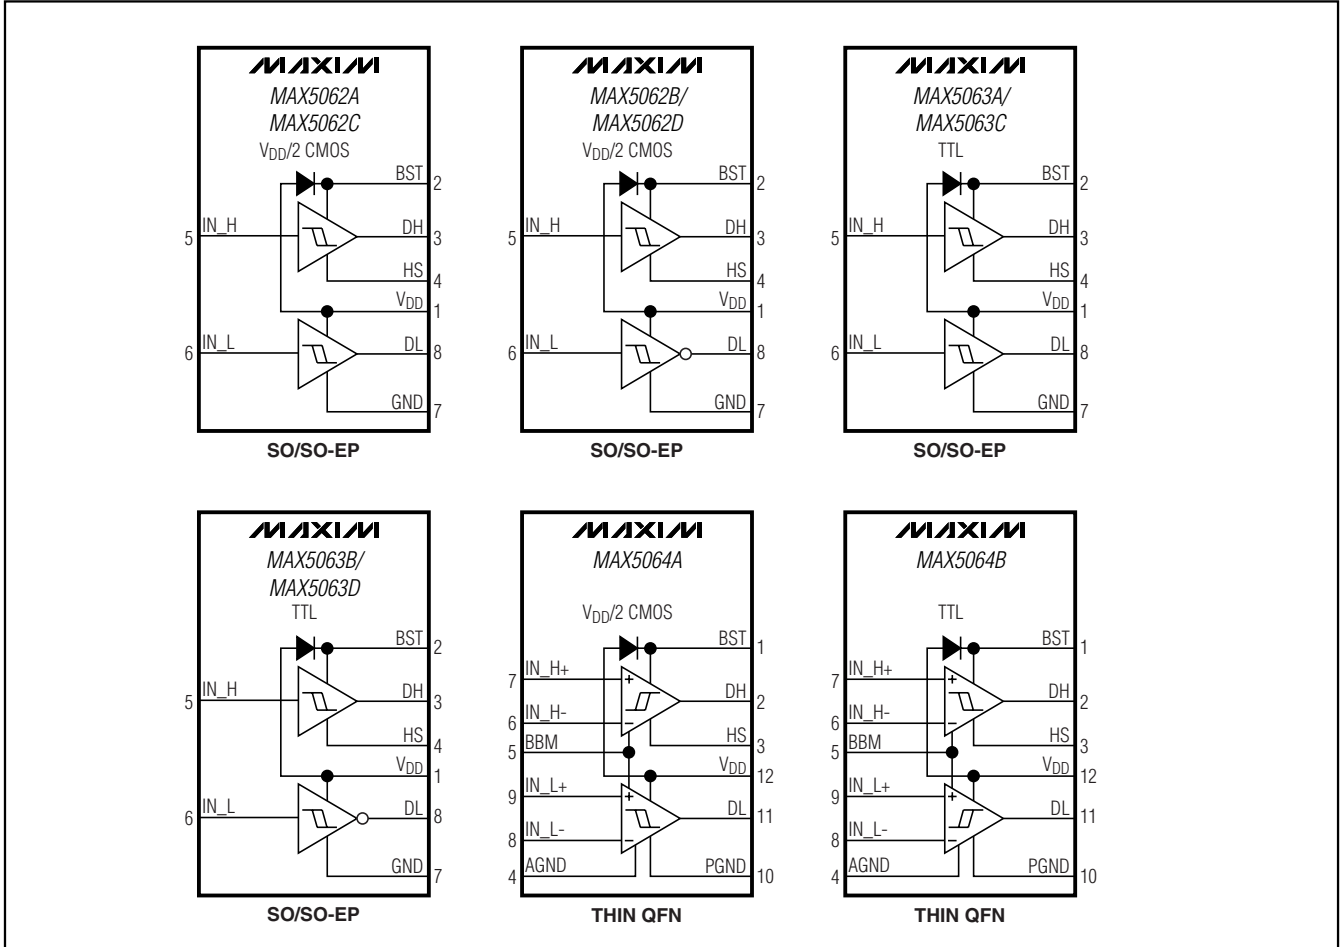 MAXIM
MAX5062A
MAX5062C
VDD/2 CMOS
BST
2
5
IN_H
DH
3
HS
4
VDD
1
6
IN_L
DL
8
GND
7
SO/SO-EP
MAXIM
MAX5062B/
MAX5062D
VDD/2 CMOS
BST
2
5
IN_H
DH
3
HS
4
VDD
1
6
IN_L
DL
8
GND
7
SO/SO-EP
MAXIM
MAX5063A/
MAX5063C
TTL
BST
2
5
IN_H
DH
3
HS
4
VDD
1
6
IN_L
DL
8
GND
7
SO/SO-EP
MAXIM
MAX5063B/
MAX5063D
TTL
BST
2
5
IN_H
DH
3
HS
4
VDD
1
6
IN_L
DL
8
GND
7
SO/SO-EP
MAXIM
MAX5064A
VDD/2 CMOS
BST
1
7
IN_H+
+
DH
2
6
IN_H-
−
HS
3
5
BBM
VDD
12
9
IN_L+
+
DL
11
8
IN_L-
−
4
AGND
PGND
10
THIN QFN
MAXIM
MAX5064B
TTL
BST
1
7
IN_H+
+
DH
2
6
IN_H-
−
HS
3
5
BBM
VDD
12
9
IN_L+
+
DL
11
8
IN_L-
−
4
AGND
PGND
10
THIN QFN